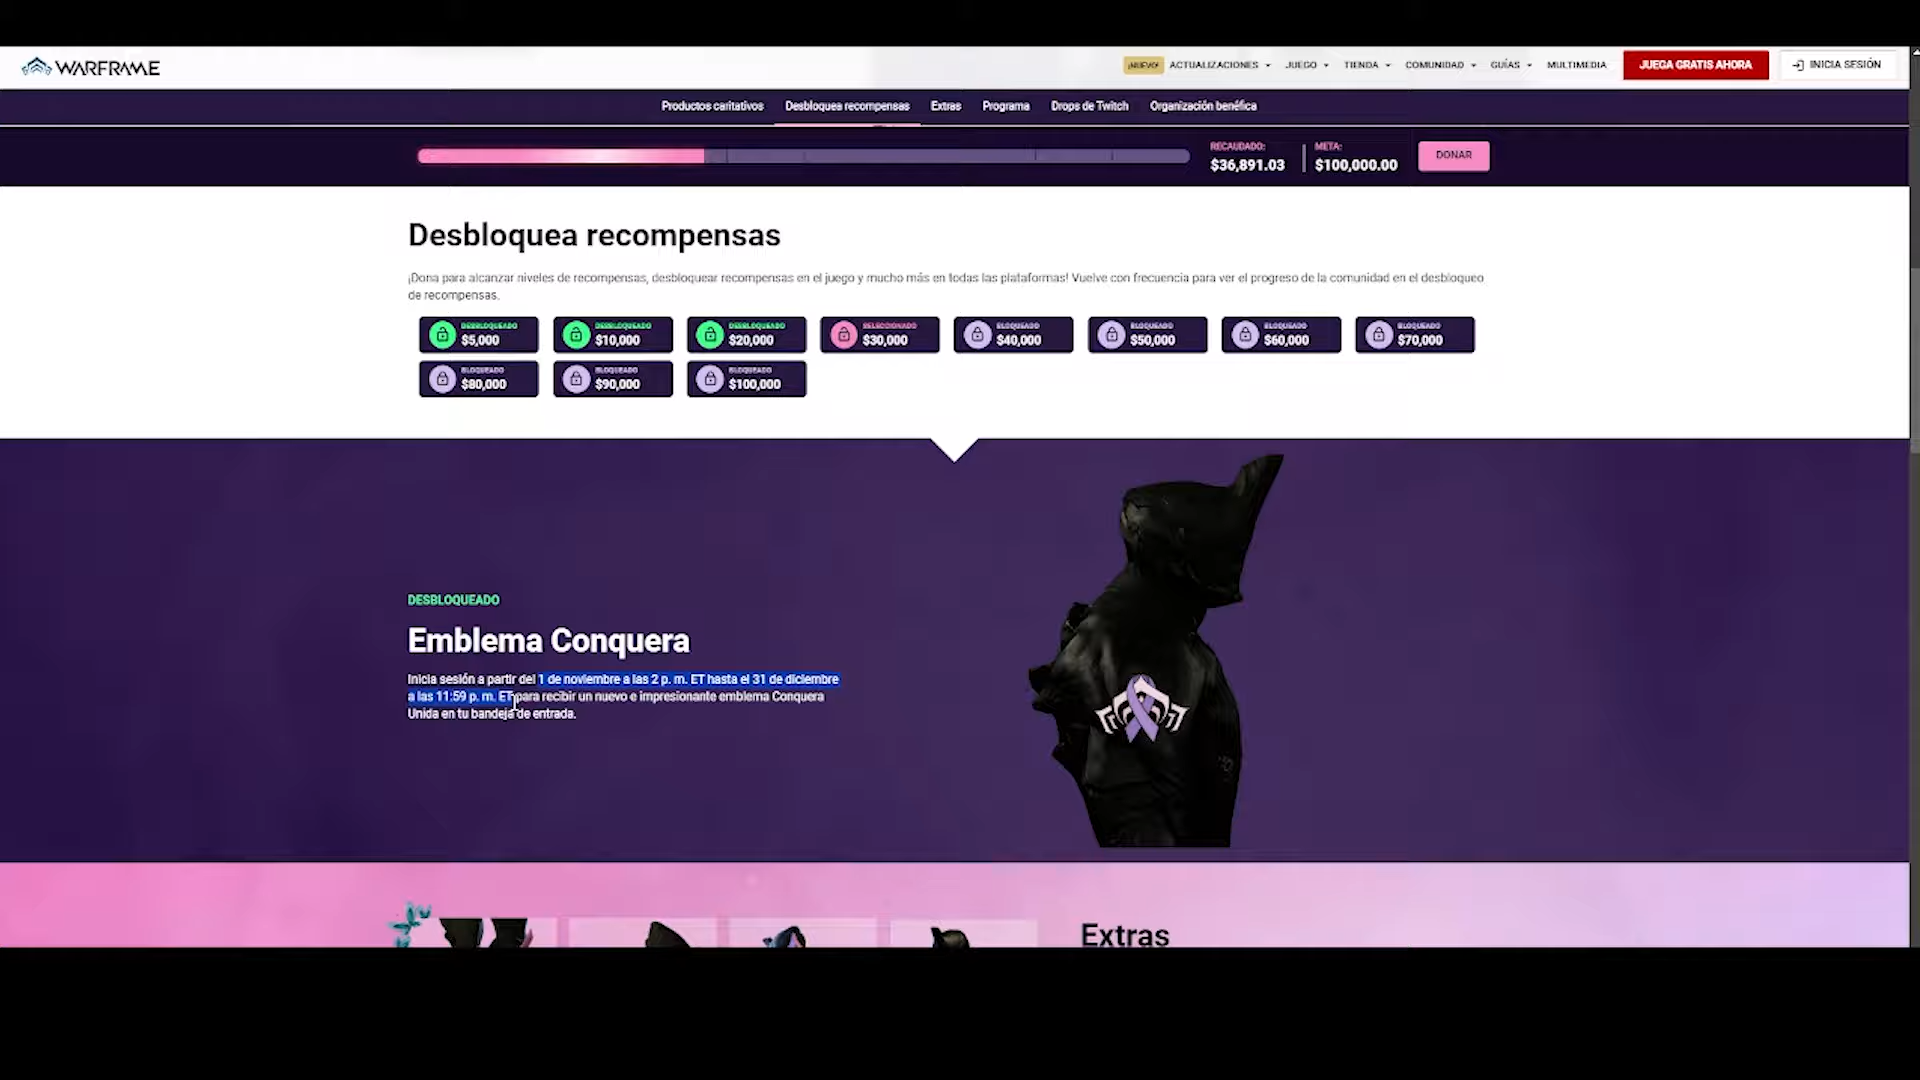 WARFRAME
¡NUEVO! ACTUALIZACIONES JUEGO TIENDA COMUNIDAD GUÍAS MULTIMEDIA JUEGA GRATIS AHORA INICIA SESIÓN
Productos caritativos Desbloquea recompensas Extras Programa Drops de Twitch Organización benéfica
RECAUDADO: META:
$36,891.03 $100,000.00 DONAR
Desbloquea recompensas
¡Dona para alcanzar niveles de recompensas, desbloquear recompensas en el juego y mucho más en todas las plataformas! Vuelve con frecuencia para ver el progreso de la comunidad en el desbloqueo
de recompensas.
DESBLOQUEADO DESBLOQUEADO DESBLOQUEADO SELECCIONADO BLOQUEADO BLOQUEADO BLOQUEADO BLOQUEADO
$5,000 $10,000 $20,000 $30,000 $40,000 $50,000 $60,000 $70,000
BLOQUEADO BLOQUEADO BLOQUEADO
$80,000 $90,000 $100,000
DESBLOQUEADO
Emblema Conquera
Inicia sesión a partir del 1 de noviembre a las 2 p. m. ET hasta el 31 de diciembre
a las 11:59 p. m. ET para recibir un nuevo e impresionante emblema Conquera
Unida en tu bandeja de entrada.
Extras